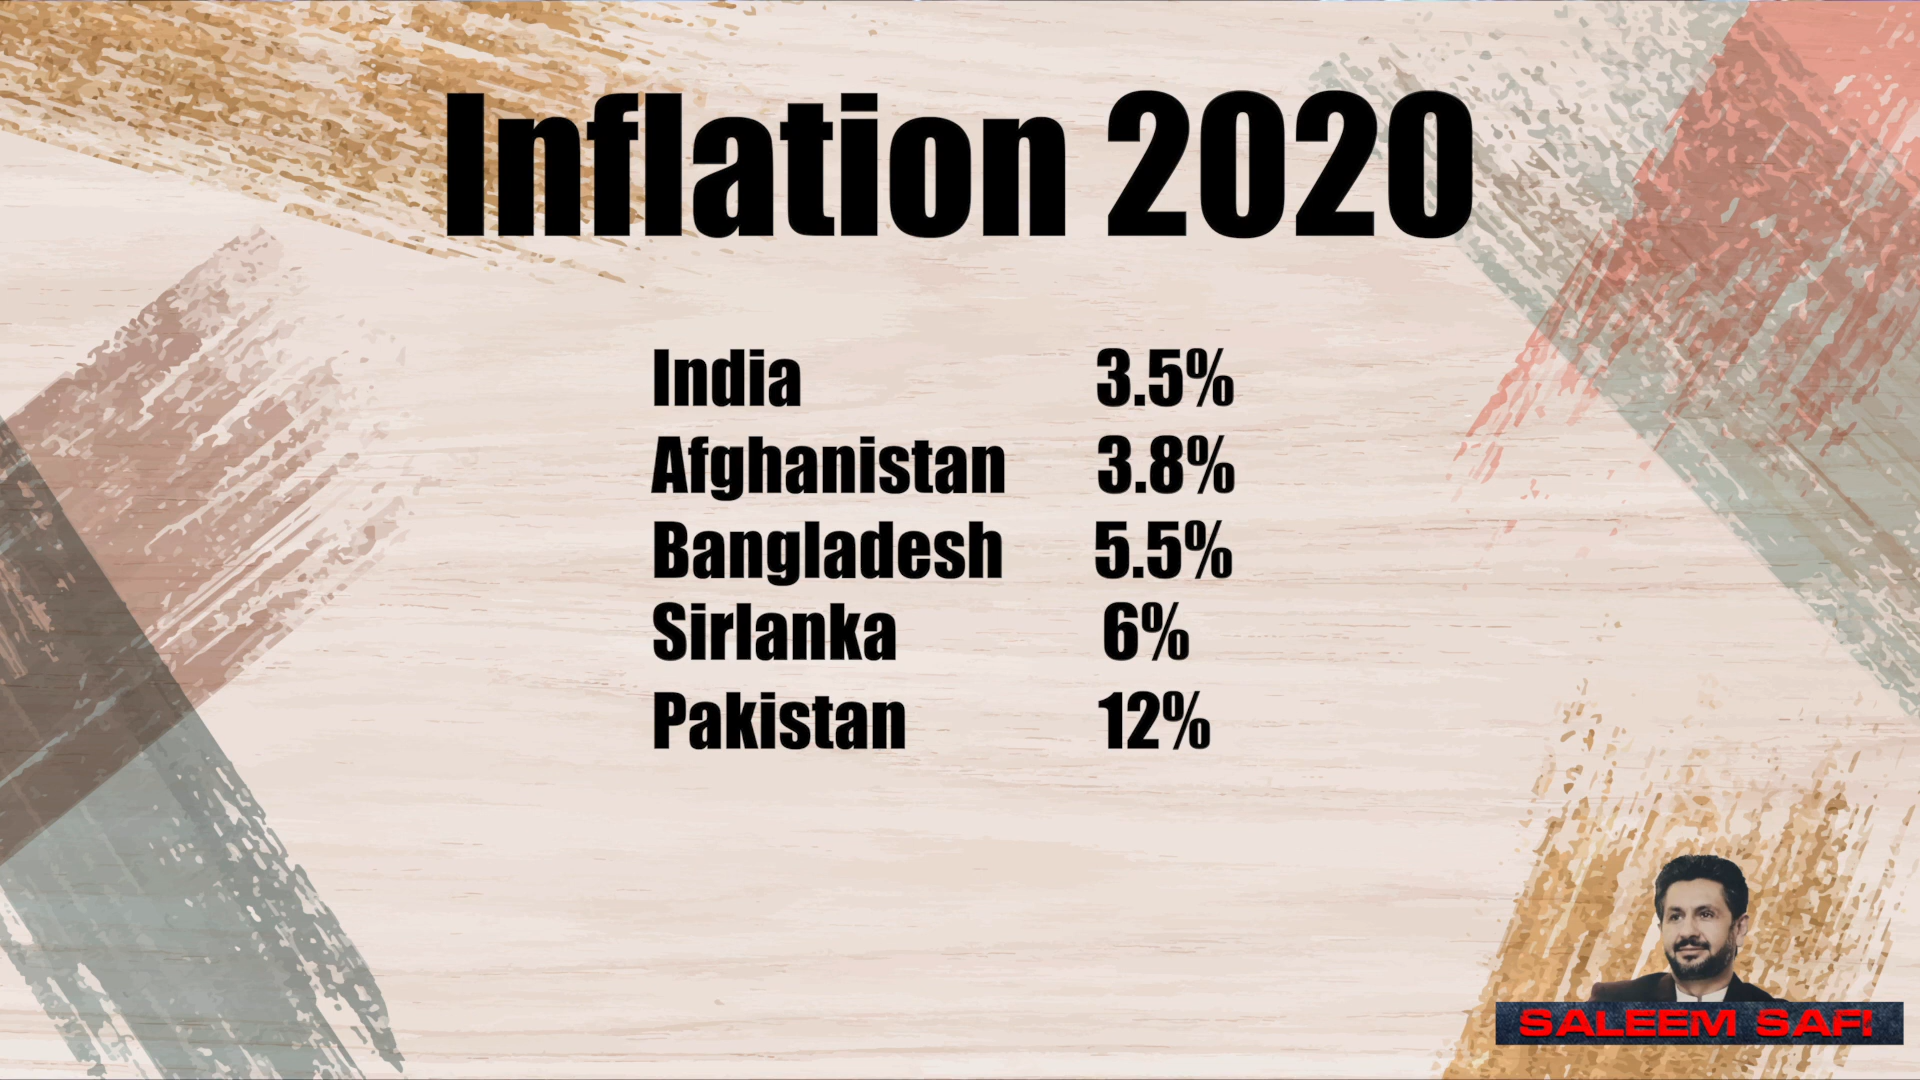 Inflation 2020
India 3.5%
Afghanistan 3.8%
Bangladesh 5.5%
Sirlanka 6%
Pakistan 12%
SALEEM SAFI